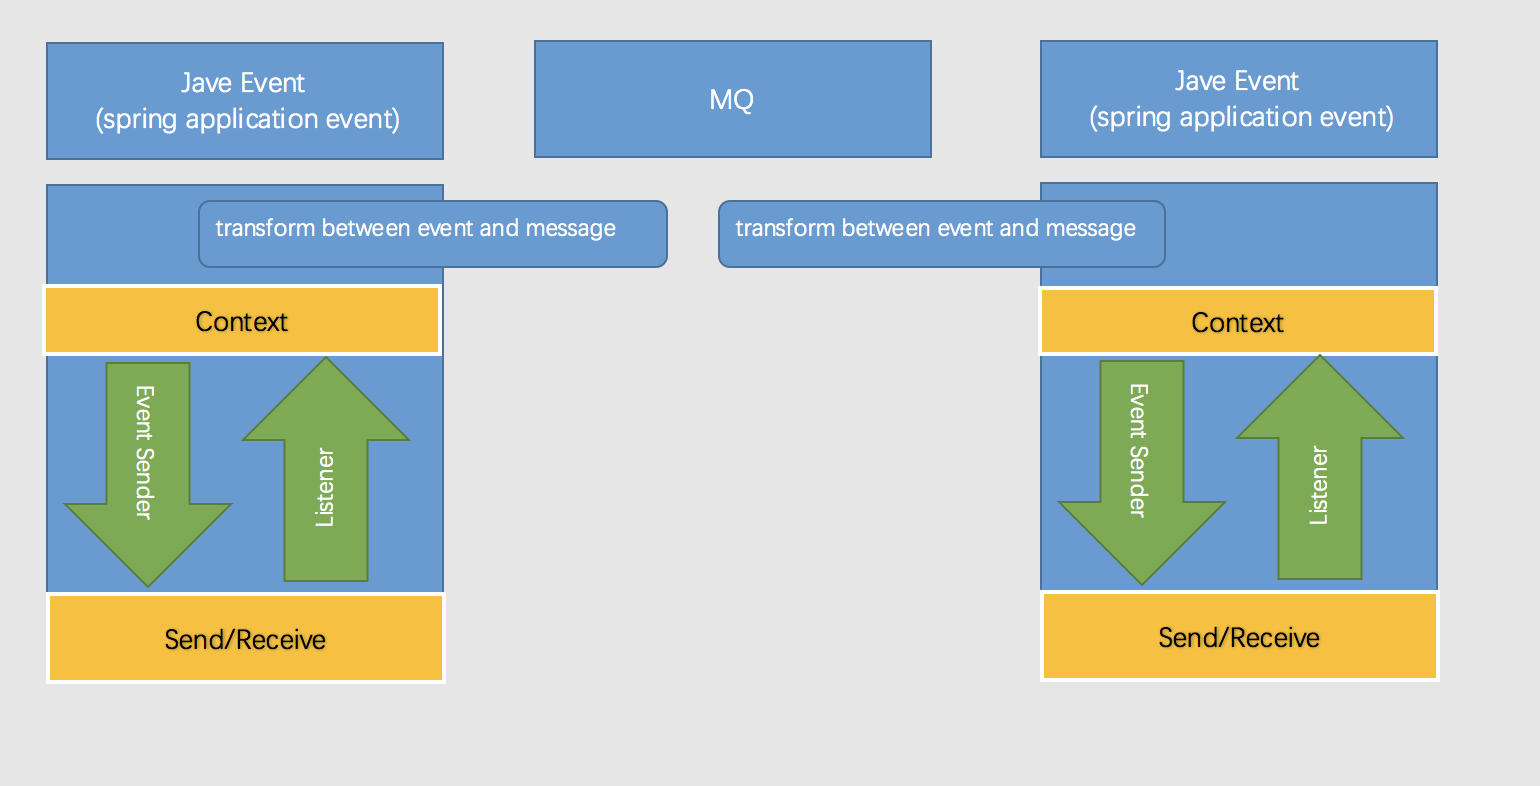 Jave Event
(spring application event)
MQ
Jave Event
(spring application event)
transform between event and message
transform between event and message
Context
Context
Event Sender
Listener
Event Sender
Listener
Send/Receive
Send/Receive